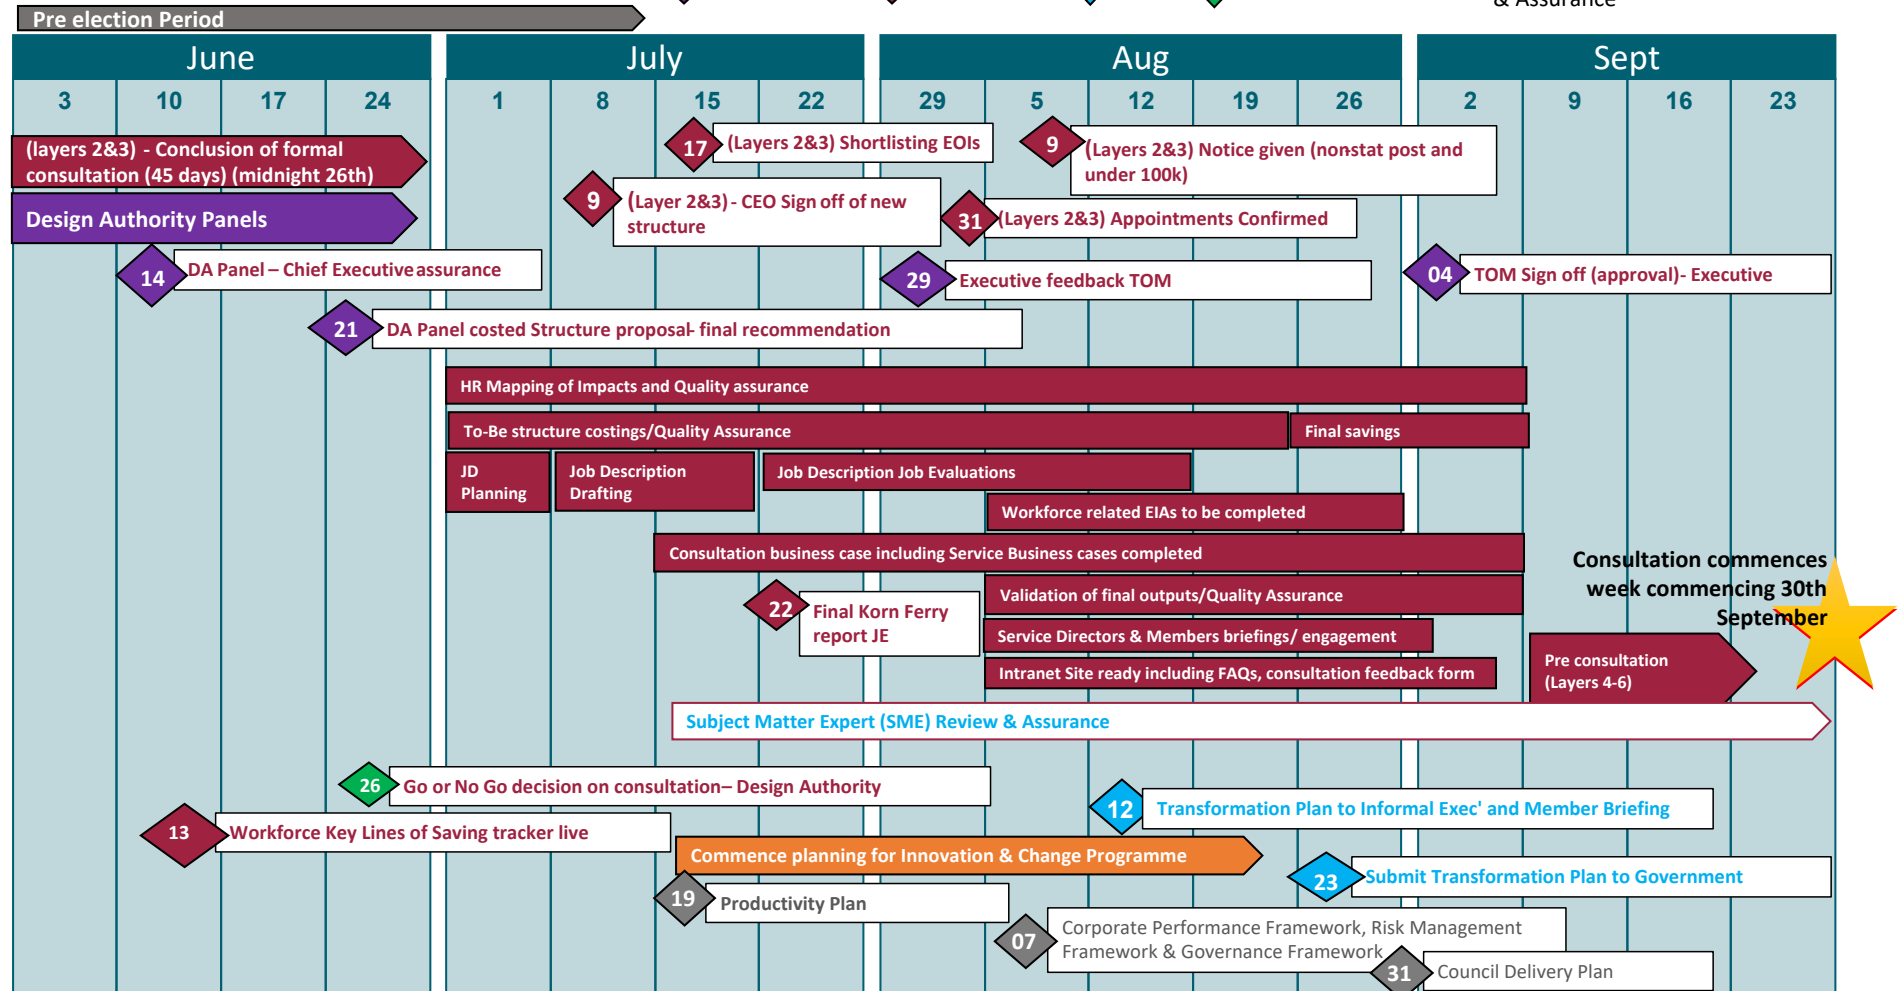 & Assurance
Pre election Period
June
July
Aug
Sept
3
10
17
24
1
8
15
22
29
5
12
19
26
2
9
16
23
(layers 2&3) - Conclusion of formal
consultation (45 days) (midnight 26th)
17
(Layers 2&3) Shortlisting EOIs
9
(Layers 2&3) Notice given (non-stat post and
under 100k)
Design Authority Panels
9
(Layer 2&3) - CEO Sign off of new
structure
31
(Layers 2&3) Appointments Confirmed
14
DA Panel – Chief Executive assurance
29
Executive feedback TOM
04
TOM Sign off (approval)- Executive
21
DA Panel costed Structure proposal- final recommendation
HR Mapping of Impacts and Quality assurance
To-Be structure costings/Quality Assurance
Final savings
JD
Planning
Job Description
Drafting
Job Description Job Evaluations
Workforce related EIAs to be completed
Consultation business case including Service Business cases completed
Consultation commences
week commencing 30th
September
22
Final Korn Ferry
report JE
Validation of final outputs/Quality Assurance
Service Directors & Members briefings/ engagement
Intranet Site ready including FAQs, consultation feedback form
Pre consultation
(Layers 4-6)
Subject Matter Expert (SME) Review & Assurance
26
Go or No Go decision on consultation– Design Authority
12
Transformation Plan to Informal Exec' and Member Briefing
13
Workforce Key Lines of Saving tracker live
Commence planning for Innovation & Change Programme
23
Submit Transformation Plan to Government
19
Productivity Plan
07
Corporate Performance Framework, Risk Management
Framework & Governance Framework
31
Council Delivery Plan